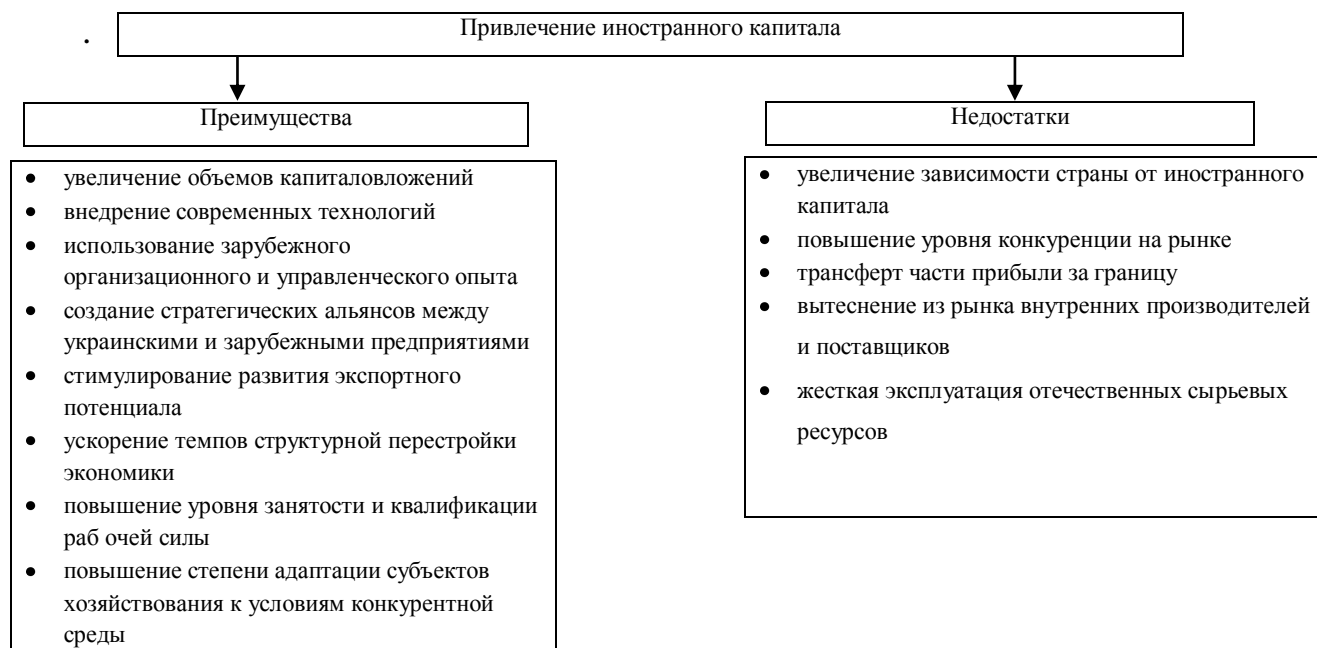 .
Привлечение иностранного капитала
Преимущества
• увеличение объемов капиталовложений
• внедрение современных технологий
• использование зарубежного
организационного и управленческого опыта
• создание стратегических альянсов между
украинскими и зарубежными предприятиями
• стимулирование развития экспортного
потенциала
• ускорение темпов структурной перестройки
экономики
• повышение уровня занятости и квалификации
раб очей силы
• повышение степени адаптации субъектов
хозяйствования к условиям конкурентной
среды
Недостатки
• увеличение зависимости страны от иностранного
капитала
• повышение уровня конкуренции на рынке
• трансферт части прибыли за границу
• вытеснение из рынка внутренних производителей
и поставщиков
• жесткая эксплуатация отечественных сырьевых
ресурсов